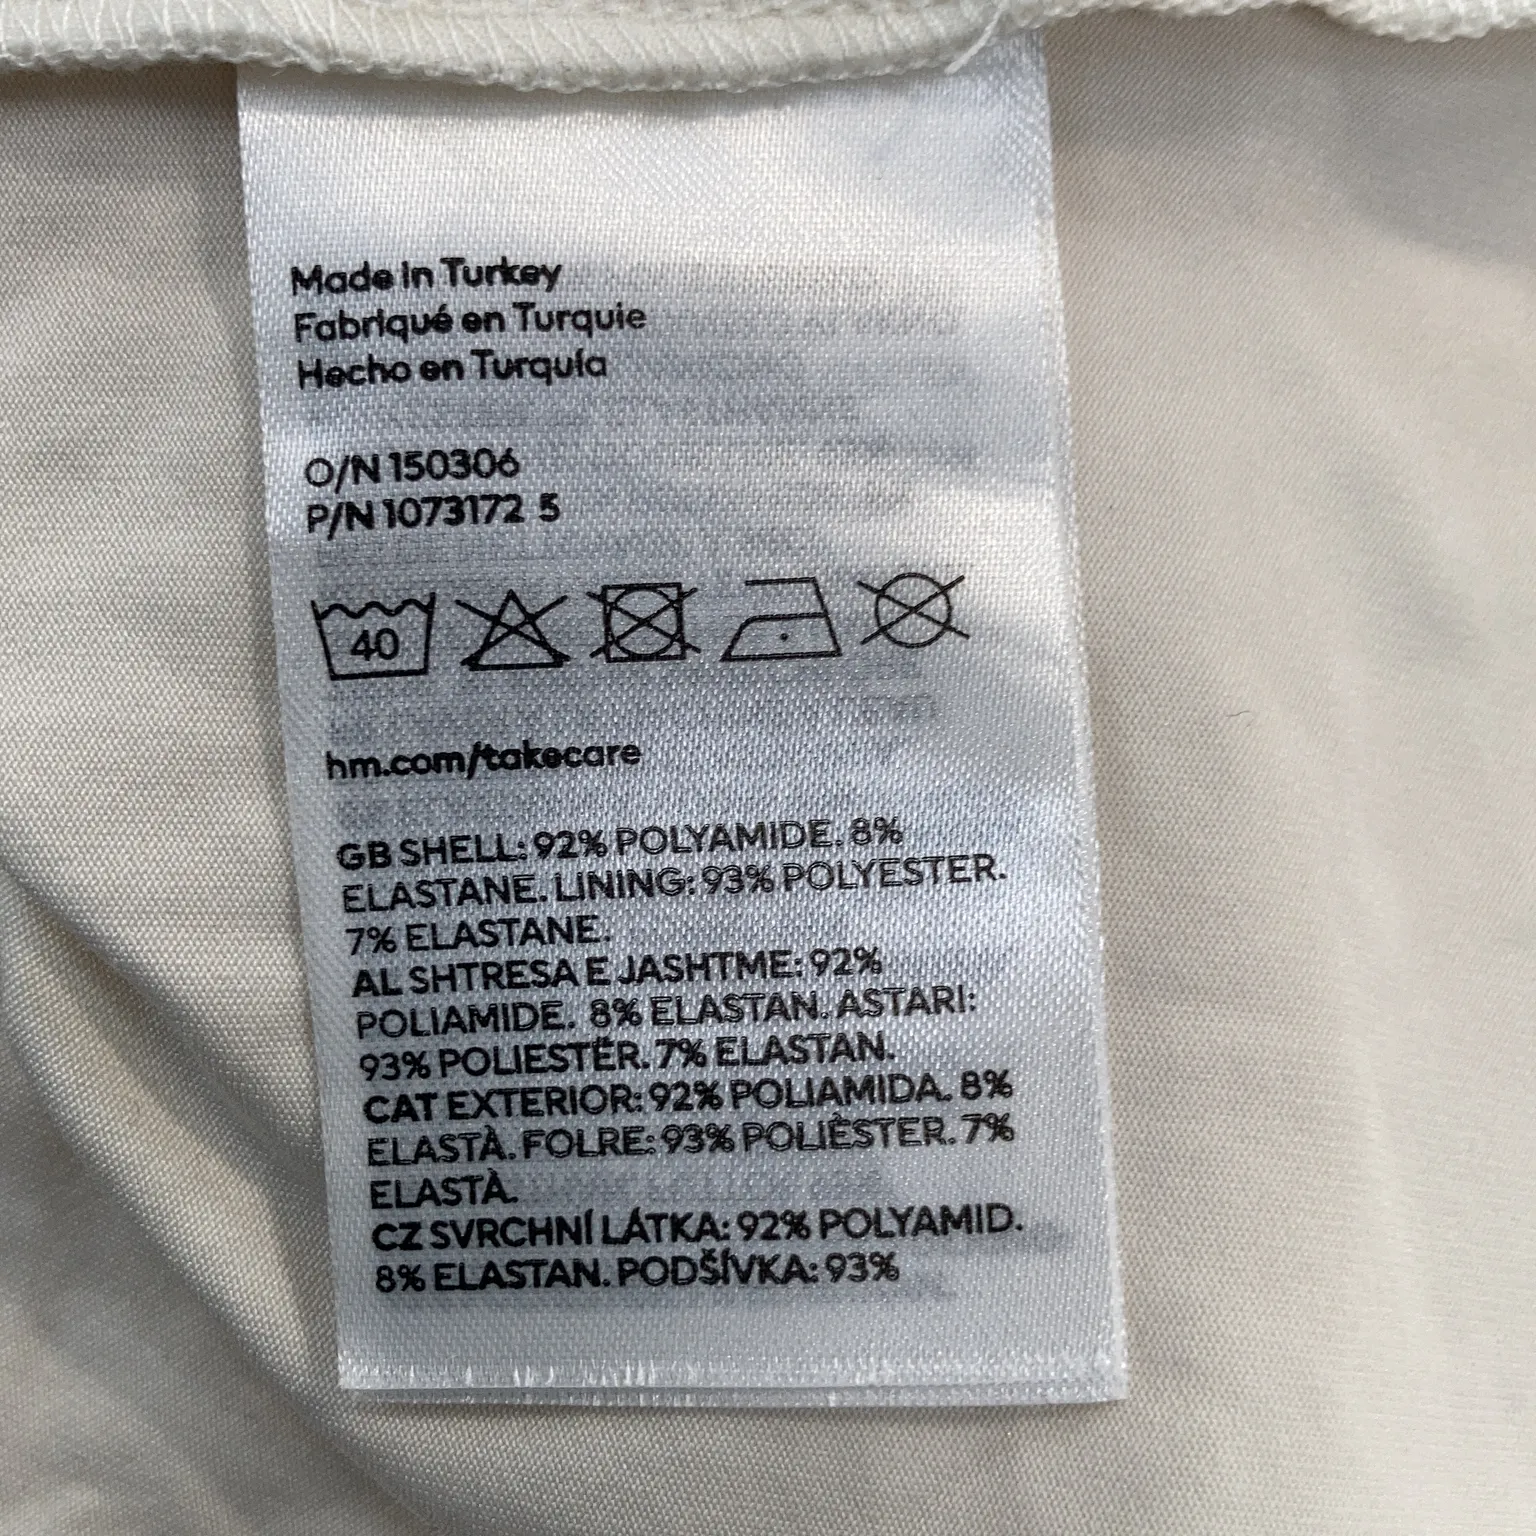 Made in Turkey
Fabriqué en Turquie
Hecho en Turquía
O/N 150306
P/N 1073172 5
40
hm.com/takecare
GB SHELL: 92% POLYAMIDE. 8%
ELASTANE. LINING: 93% POLYESTER.
7% ELASTANE.
AL SHTRESA E JASHTME: 92%
POLIAMIDE. 8% ELASTAN. ASTARI:
93% POLIESTËR. 7% ELASTAN.
CAT EXTERIOR: 92% POLIAMIDA. 8%
ELASTÀ. FOLRE: 93% POLIÈSTER. 7%
ELASTÀ.
CZ SVRCHNÍ LÁTKA: 92% POLYAMID.
8% ELASTAN. PODŠÍVKA: 93%